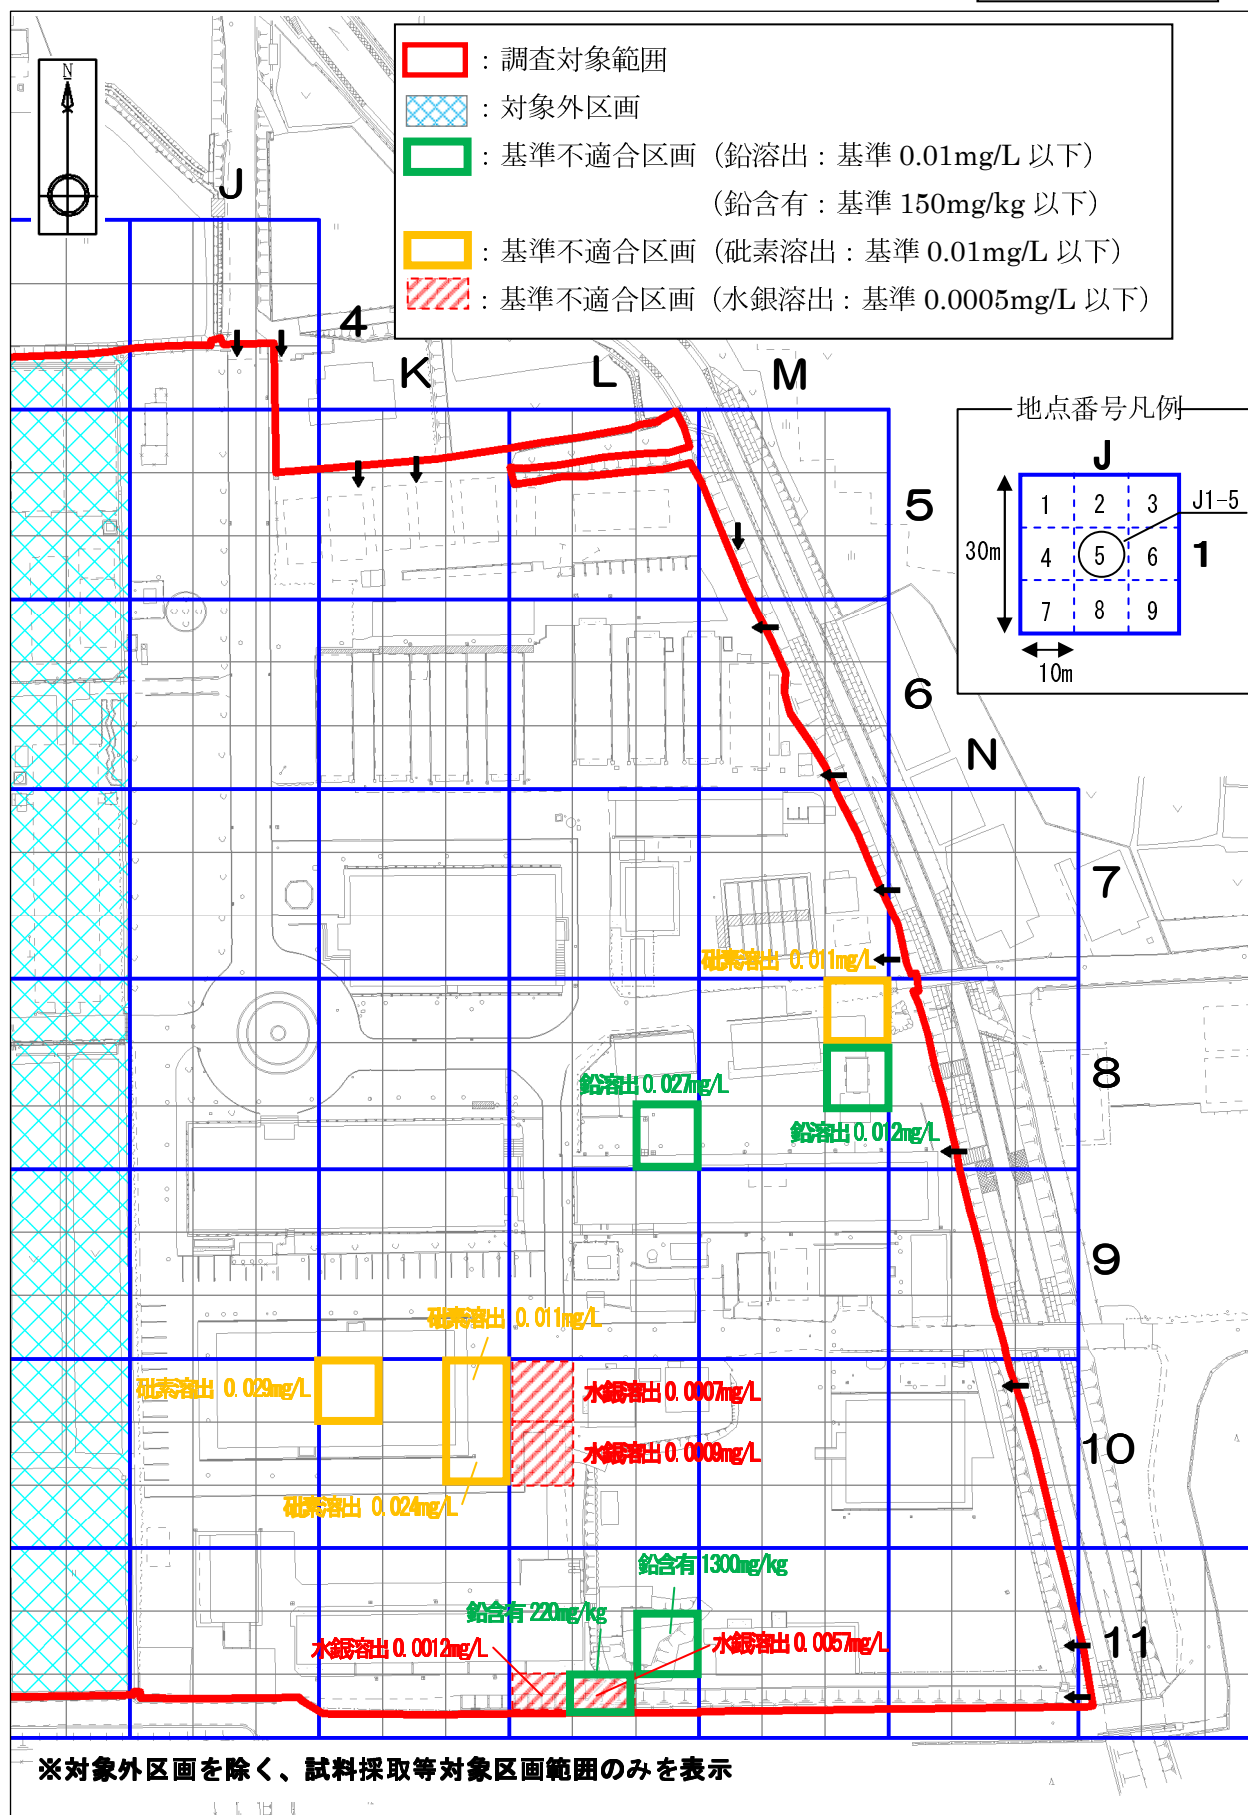 ：調査対象範囲
：対象外区画
：基準不適合区画（鉛溶出：基準 0.01mg/L 以下）
（鉛含有：基準 150mg/kg 以下）
：基準不適合区画（砒素溶出：基準 0.01mg/L 以下）
：基準不適合区画（水銀溶出：基準 0.0005mg/L 以下）
N
J
4
K
L
M
地点番号凡例
J
1 2 3
J1-5
30m
4 5 6
1
7 8 9
10m
5
6
N
7
砒素溶出 0.011mg/L
8
鉛溶出 0.027mg/L
鉛溶出 0.012mg/L
9
砒素溶出 0.011mg/L
砒素溶出 0.029mg/L
水銀溶出 0.0007mg/L
水銀溶出 0.0009mg/L
10
砒素溶出 0.024mg/L
鉛含有 1300mg/kg
鉛含有 220mg/kg
水銀溶出 0.0012mg/L
水銀溶出 0.0057mg/L
11
※対象外区画を除く、試料採取等対象区画範囲のみを表示